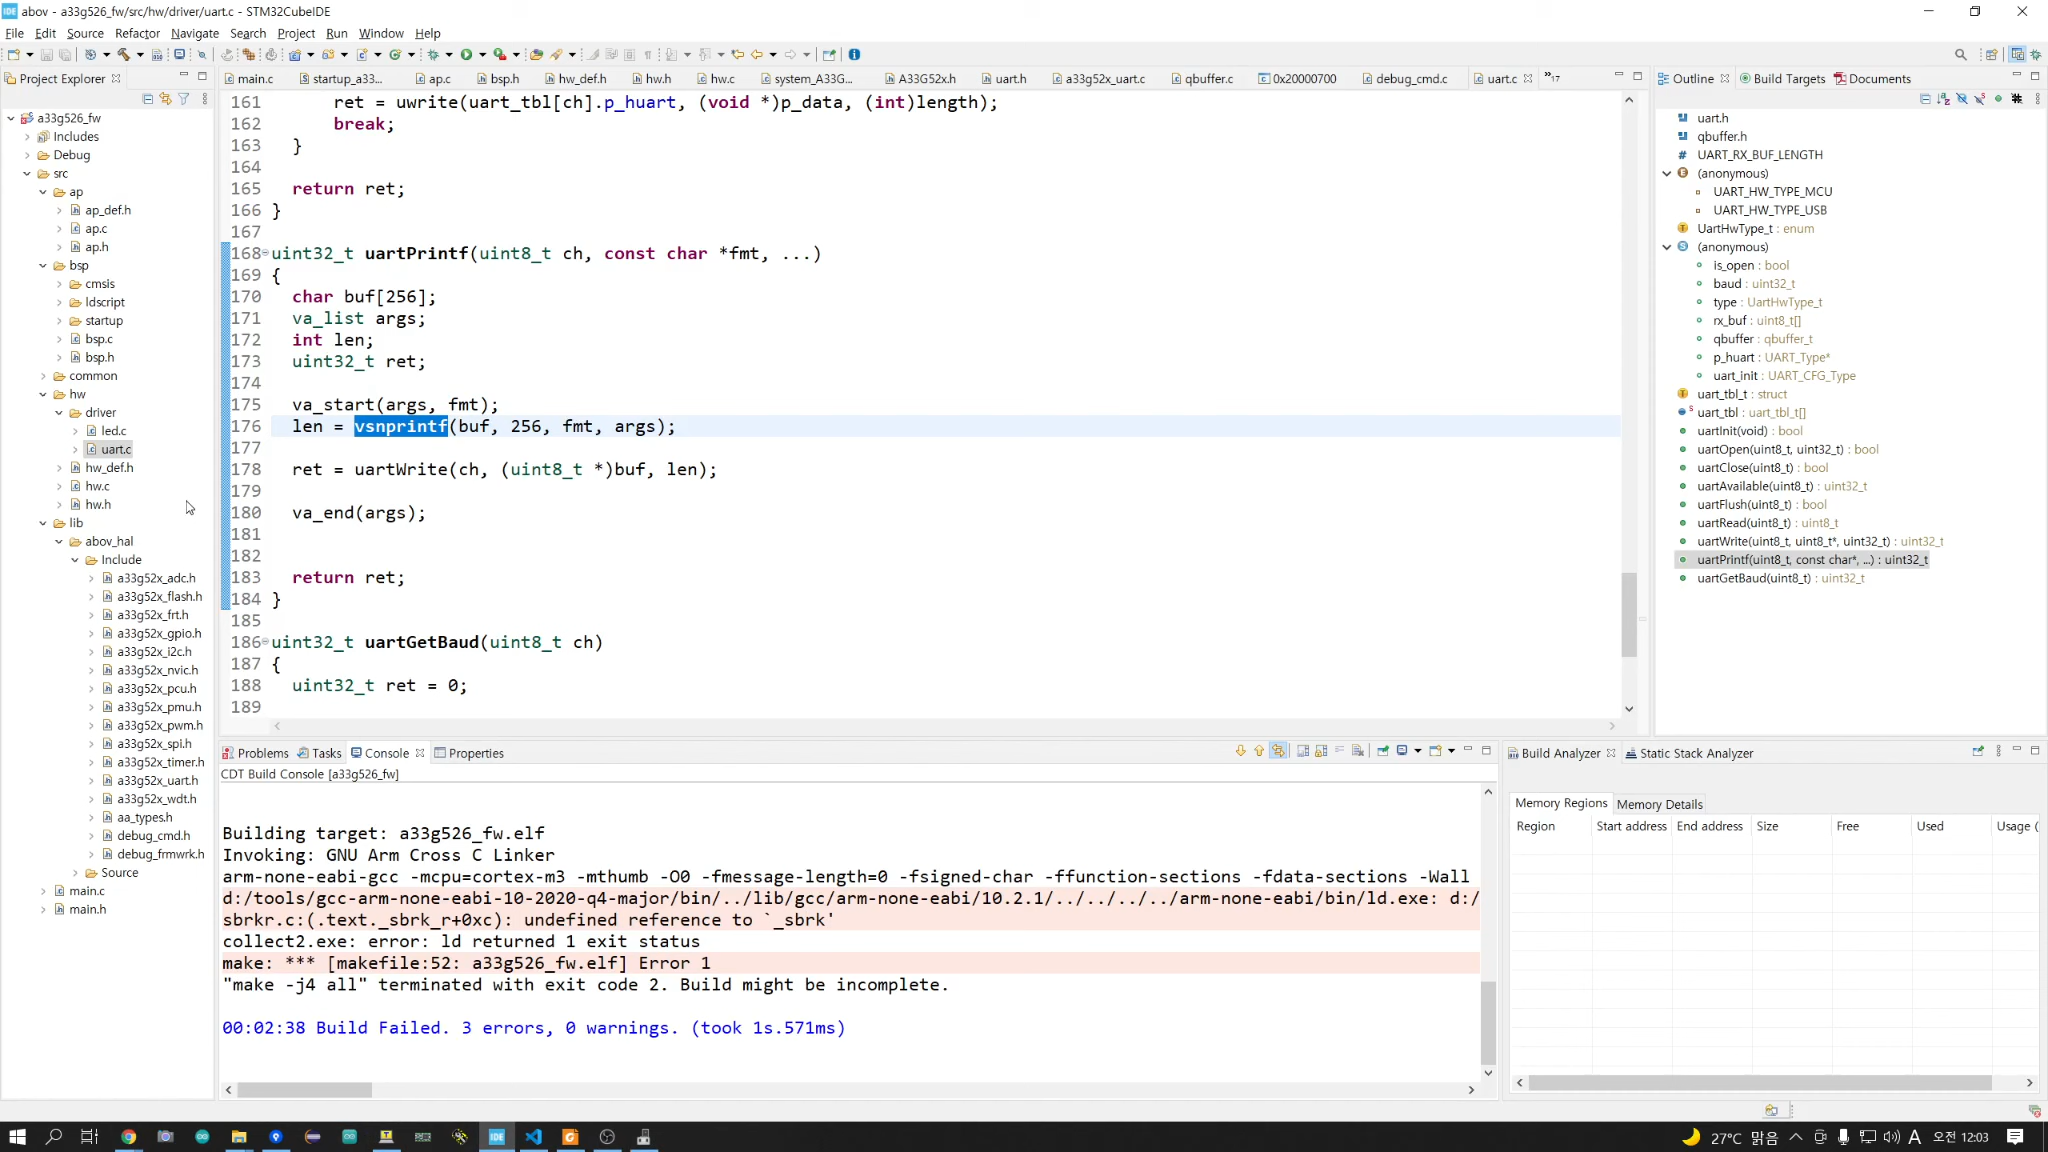 abov - a33g526_fw/src/hw/driver/uart.c - STM32CubeIDE
File Edit Source Refactor Navigate Search Project Run Window Help
Project Explorer
main.c startup_a33... ap.c bsp.h hw_def.h hw.h hw.c system_A33G... A33G52x.h uart.h a33g52x_uart.c qbuffer.c 0x20000700 debug_cmd.c uart.c "17
Outline Build Targets Documents
a33g526_fw
Includes
Debug
src
ap
ap_def.h
ap.c
ap.h
bsp
cmsis
ldscript
startup
bsp.c
bsp.h
common
hw
driver
led.c
uart.c
hw_def.h
hw.c
hw.h
lib
abov_hal
Include
a33g52x_adc.h
a33g52x_flash.h
a33g52x_frt.h
a33g52x_gpio.h
a33g52x_i2c.h
a33g52x_nvic.h
a33g52x_pcu.h
a33g52x_pmu.h
a33g52x_pwm.h
a33g52x_spi.h
a33g52x_timer.h
a33g52x_uart.h
a33g52x_wdt.h
aa_types.h
debug_cmd.h
debug_frmwrk.h
Source
main.c
main.h
161 ret = uwrite(uart_tbl[ch].p_huart, (void *)p_data, (int)length);
162 break;
163 }
164
165 return ret;
166 }
167
168 uint32_t uartPrintf(uint8_t ch, const char *fmt, ...)
169 {
170 char buf[256];
171 va_list args;
172 int len;
173 uint32_t ret;
174
175 va_start(args, fmt);
176 len = vsnprintf(buf, 256, fmt, args);
177
178 ret = uartWrite(ch, (uint8_t *)buf, len);
179
180 va_end(args);
181
182
183 return ret;
184 }
185
186 uint32_t uartGetBaud(uint8_t ch)
187 {
188 uint32_t ret = 0;
189
uart.h
qbuffer.h
# UART_RX_BUF_LENGTH
(anonymous)
UART_HW_TYPE_MCU
UART_HW_TYPE_USB
UartHwType_t : enum
(anonymous)
is_open : bool
baud : uint32_t
type : UartHwType_t
rx_buf : uint8_t[]
qbuffer : qbuffer_t
p_huart : UART_Type*
uart_init : UART_CFG_Type
uart_tbl_t : struct
uart_tbl : uart_tbl_t[]
uartInit(void) : bool
uartOpen(uint8_t, uint32_t) : bool
uartClose(uint8_t) : bool
uartAvailable(uint8_t) : uint32_t
uartFlush(uint8_t) : bool
uartRead(uint8_t) : uint8_t
uartWrite(uint8_t, uint8_t*, uint32_t) : uint32_t
uartPrintf(uint8_t, const char*, ...) : uint32_t
uartGetBaud(uint8_t) : uint32_t
Problems Tasks Console Properties
CDT Build Console [a33g526_fw]
Building target: a33g526_fw.elf
Invoking: GNU Arm Cross C Linker
arm-none-eabi-gcc -mcpu=cortex-m3 -mthumb -O0 -fmessage-length=0 -fsigned-char -ffunction-sections -fdata-sections -Wall
d:/tools/gcc-arm-none-eabi-10-2020-q4-major/bin/../lib/gcc/arm-none-eabi/10.2.1/../../../../arm-none-eabi/bin/ld.exe: d:/
sbrkr.c:(.text._sbrk_r+0xc): undefined reference to `_sbrk'
collect2.exe: error: ld returned 1 exit status
make: *** [makefile:52: a33g526_fw.elf] Error 1
"make -j4 all" terminated with exit code 2. Build might be incomplete.
00:02:38 Build Failed. 3 errors, 0 warnings. (took 1s.571ms)
Build Analyzer Static Stack Analyzer
Memory Regions Memory Details
Region Start address End address Size Free Used Usage (
27°C 맑음 A 오전 12:03